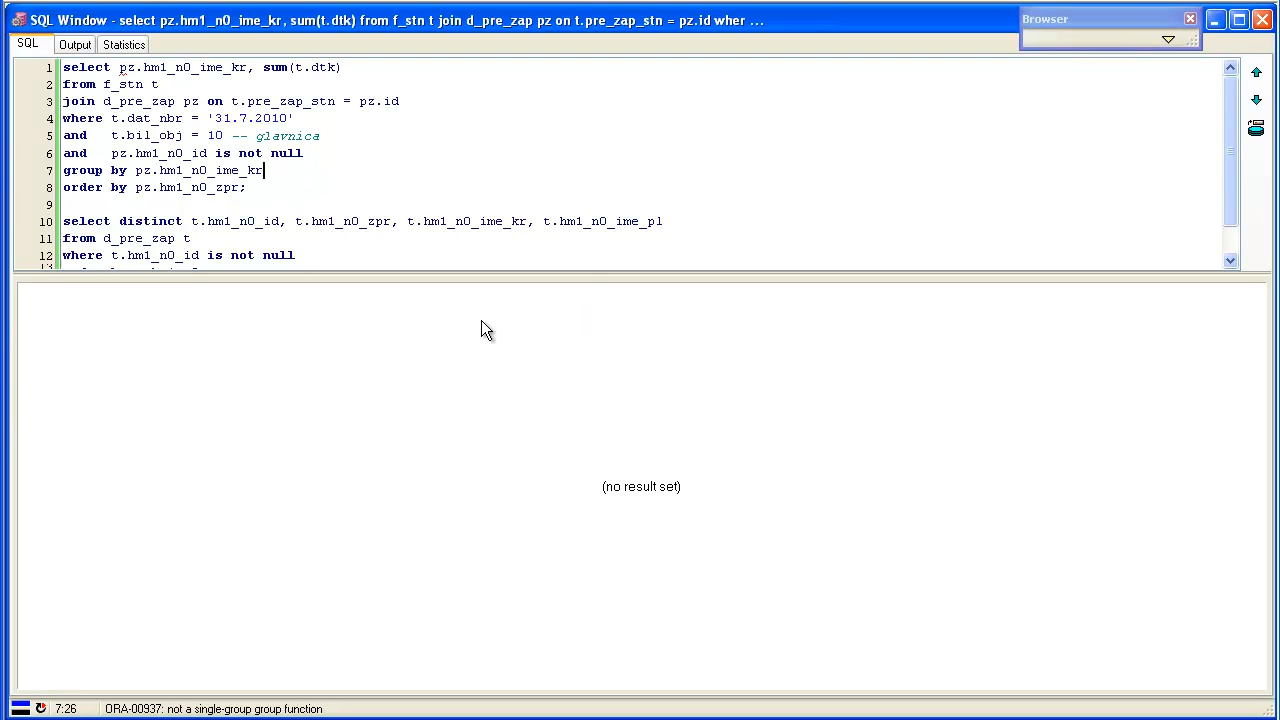 SQL Window - select pz.hm1_n0_ime_kr, sum(t.dtk) from f_stn t join d_pre_zap pz on t.pre_zap_stn = pz.id wher ...
Browser
SQL Output Statistics
1 select pz.hm1_n0_ime_kr, sum(t.dtk)
2 from f_stn t
3 join d_pre_zap pz on t.pre_zap_stn = pz.id
4 where t.dat_nbr = '31.7.2010'
5 and t.bil_obj = 10 -- glavnica
6 and pz.hm1_n0_id is not null
7 group by pz.hm1_n0_ime_kr
8 order by pz.hm1_n0_zpr;
9
10 select distinct t.hm1_n0_id, t.hm1_n0_zpr, t.hm1_n0_ime_kr, t.hm1_n0_ime_pl
11 from d_pre_zap t
12 where t.hm1_n0_id is not null
13
(no result set)
7:26 ORA-00937: not a single-group group function